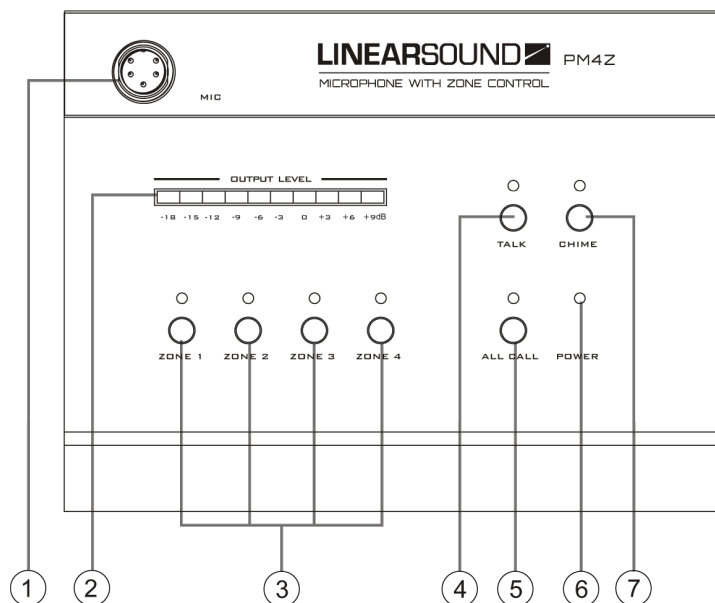 LINEARSOUND PM4Z
MICROPHONE WITH ZONE CONTROL
MIC
OUTPUT LEVEL
-18 -15 -12 -9 -6 -3 0 +3 +6 +9dB
TALK CHIME
ZONE 1 ZONE 2 ZONE 3 ZONE 4 ALL CALL POWER
1 2 3 4 5 6 7